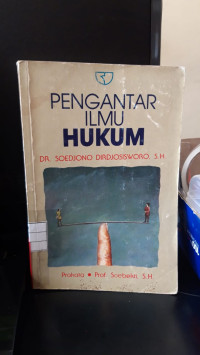 PENGANTAR
ILMU
HUKUM
DR. SOEDJONO DIRDJOSISWORO, S.H.
Prakata • Prof. Soebekti, S.H.